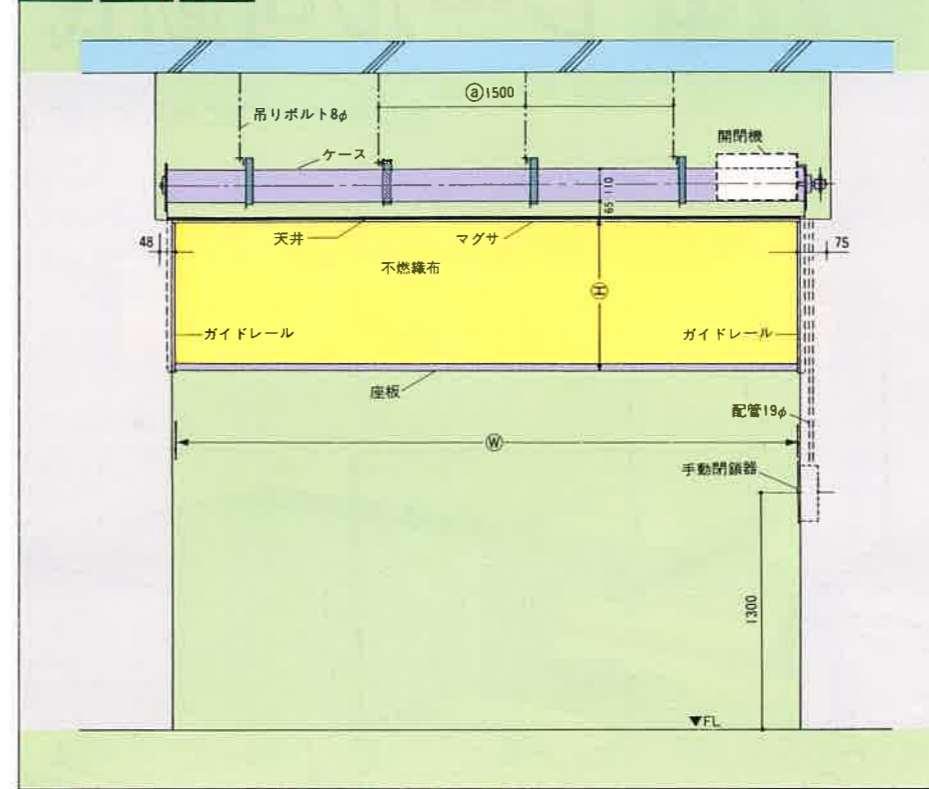 ⓐ1500
吊りボルト8φ
開閉機
ケース
110
65
48
天井
マグサ
75
不燃織布
Ⓗ
ガイドレール
ガイドレール
座板
配管19φ
Ⓦ
手動閉鎖器
1300
▼FL